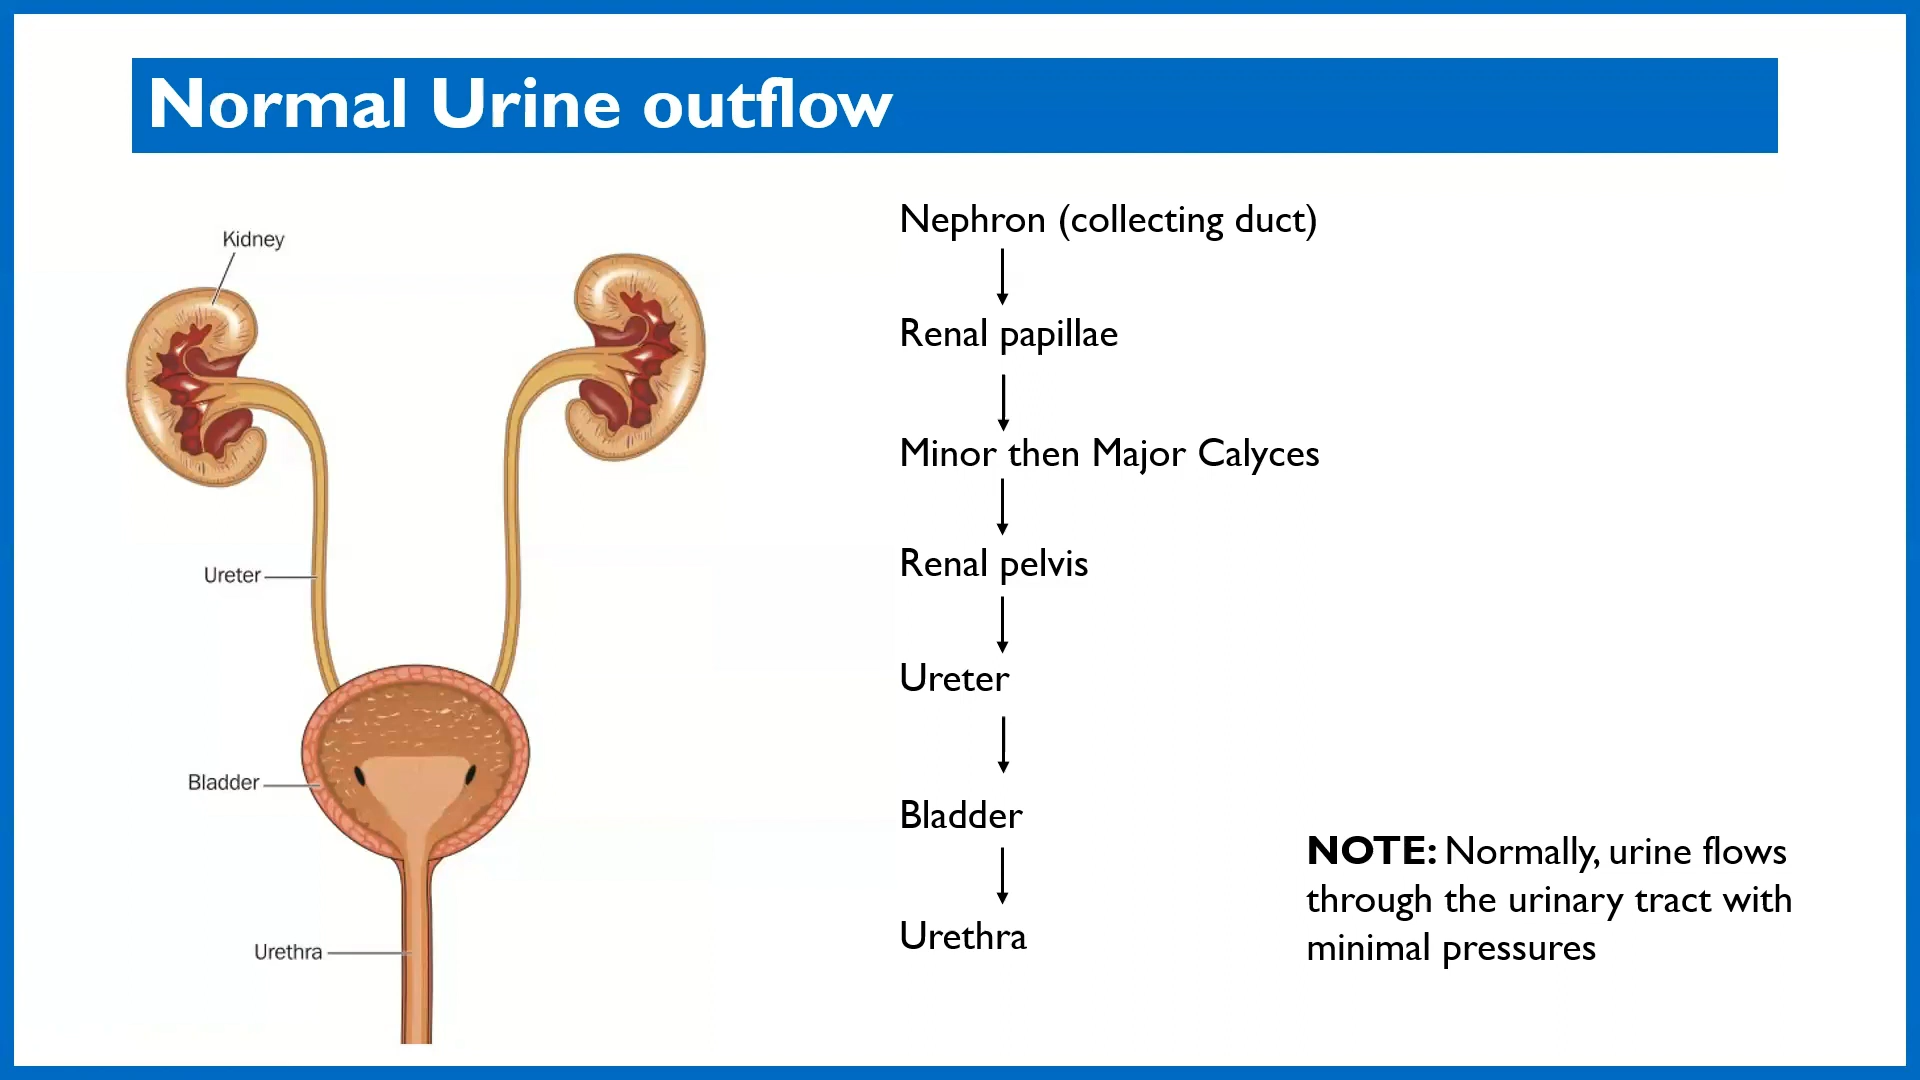 Normal Urine outflow
Kidney
Ureter
Bladder
Urethra
Nephron (collecting duct)
Renal papillae
Minor then Major Calyces
Renal pelvis
Ureter
Bladder
Urethra
NOTE: Normally, urine flows
through the urinary tract with
minimal pressures